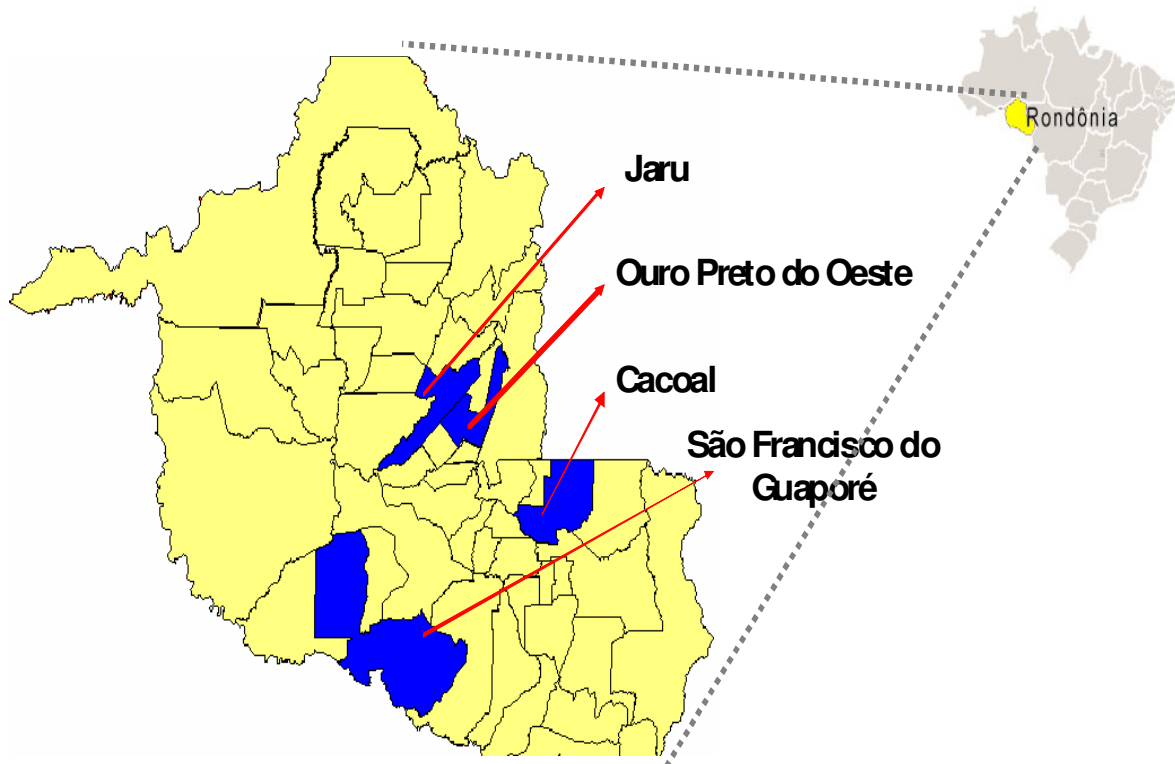 Rondônia
Jaru
Ouro Preto do Oeste
Cacoal
São Francisco do
Guaporé